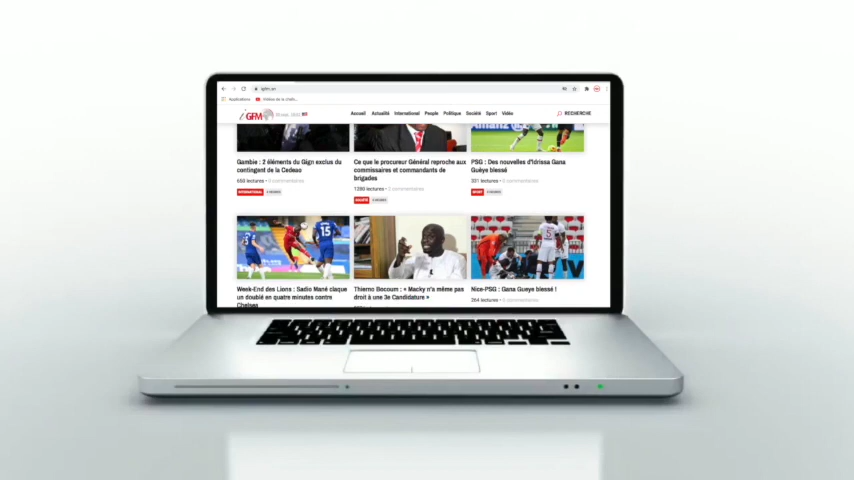 Applications
GFM
Accueil Actualité International People Politique Société Sport Vidéo RECHERCHE
Gambie : 2 éléments du Gign exclus du
contingent de la Cedeao
650 lectures • 0 commentaires
INTERNATIONAL
Ce que le procureur Général reproche aux
commissaires et commandants de
brigades
1280 lectures • 2 commentaires
SOCIÉTÉ
PSG : Des nouvelles d'Idrissa Gana
Guèye blessé
331 lectures • 0 commentaires
SPORT
Week-End des Lions : Sadio Mané claque
un doublé en quatre minutes contre
Chelsea
Thierno Bocoum : « Macky n'a même pas
droit à une 3e Candidature »
Nice-PSG : Gana Gueye blessé !
264 lectures • 0 commentaires